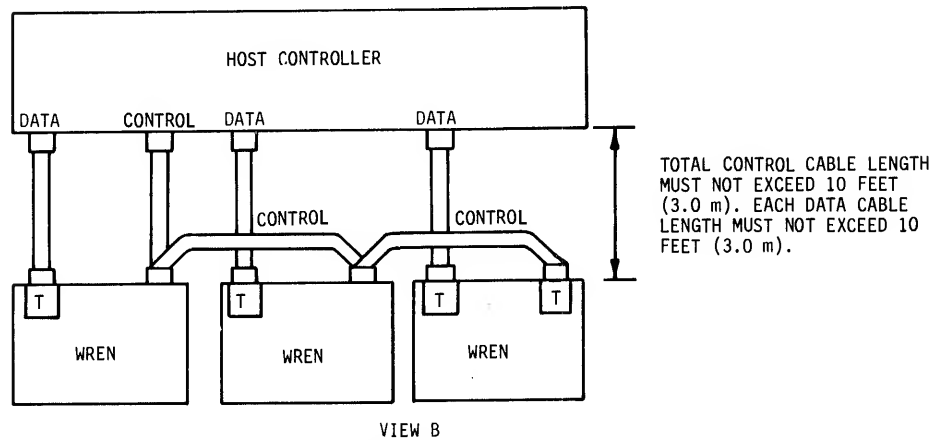 HOST CONTROLLER
DATA CONTROL DATA DATA
TOTAL CONTROL CABLE LENGTH
MUST NOT EXCEED 10 FEET
(3.0 m). EACH DATA CABLE
LENGTH MUST NOT EXCEED 10
FEET (3.0 m).
CONTROL CONTROL
T T T T
WREN WREN WREN
VIEW B